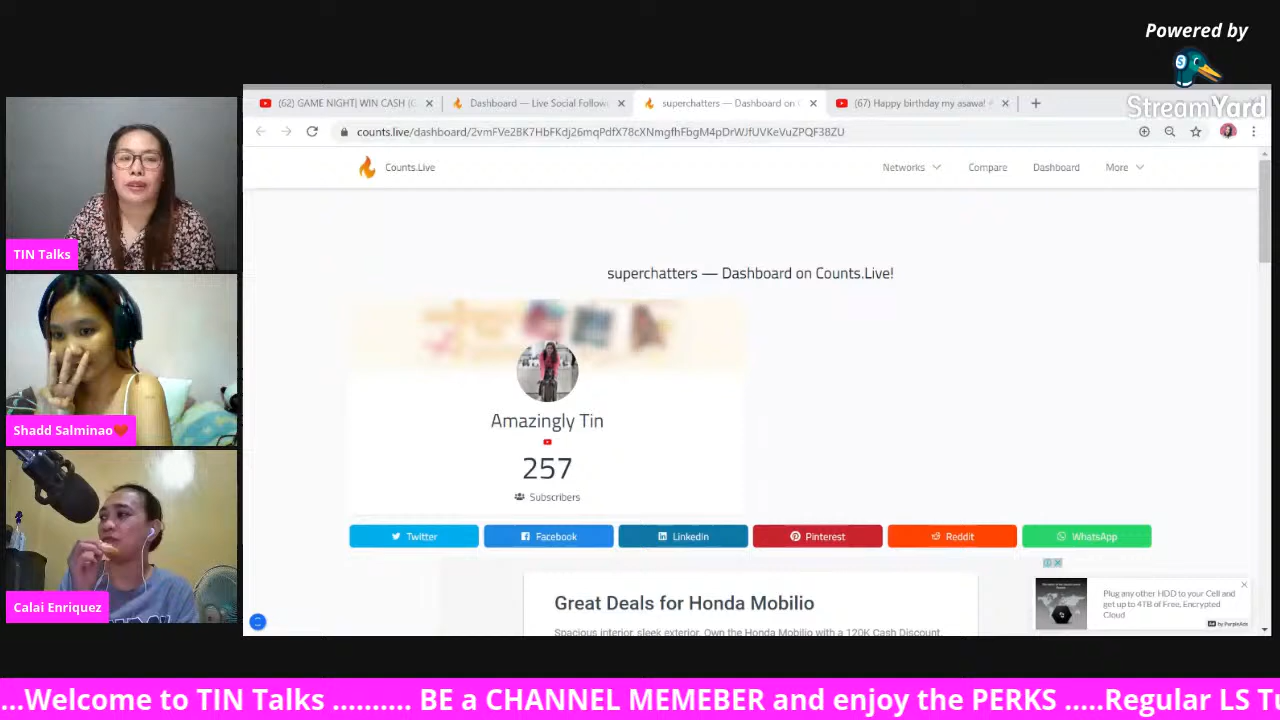 Powered by
StreamYard
(62) GAME NIGHT| WIN CASH (G
Dashboard — Live Social Follow
superchatters — Dashboard on C
(67) Happy birthday my asawa!
counts.live/dashboard/2vmFVe28K7HbFKdj26mqPdfX78cXNmgfhFbgM4pDrWJfUVKeVuZPQF38ZU
Counts.Live
Networks
Compare
Dashboard
More
superchatters — Dashboard on Counts.Live!
Amazingly Tin
257
Subscribers
Twitter
Facebook
Linkedin
Pinterest
Reddit
WhatsApp
Great Deals for Honda Mobilio
Spacious interior, sleek exterior. Own the Honda Mobilio with a 120K Cash Discount.
Plug any other HDD to your Cell and
get up to 4TB of Free, Encrypted
Cloud
Ad by PurpleAds
TIN Talks
Shadd Salminao❤️
Calai Enriquez
...Welcome to TIN Talks .......... BE a CHANNEL MEMEBER and enjoy the PERKS .....Regular LS Tu